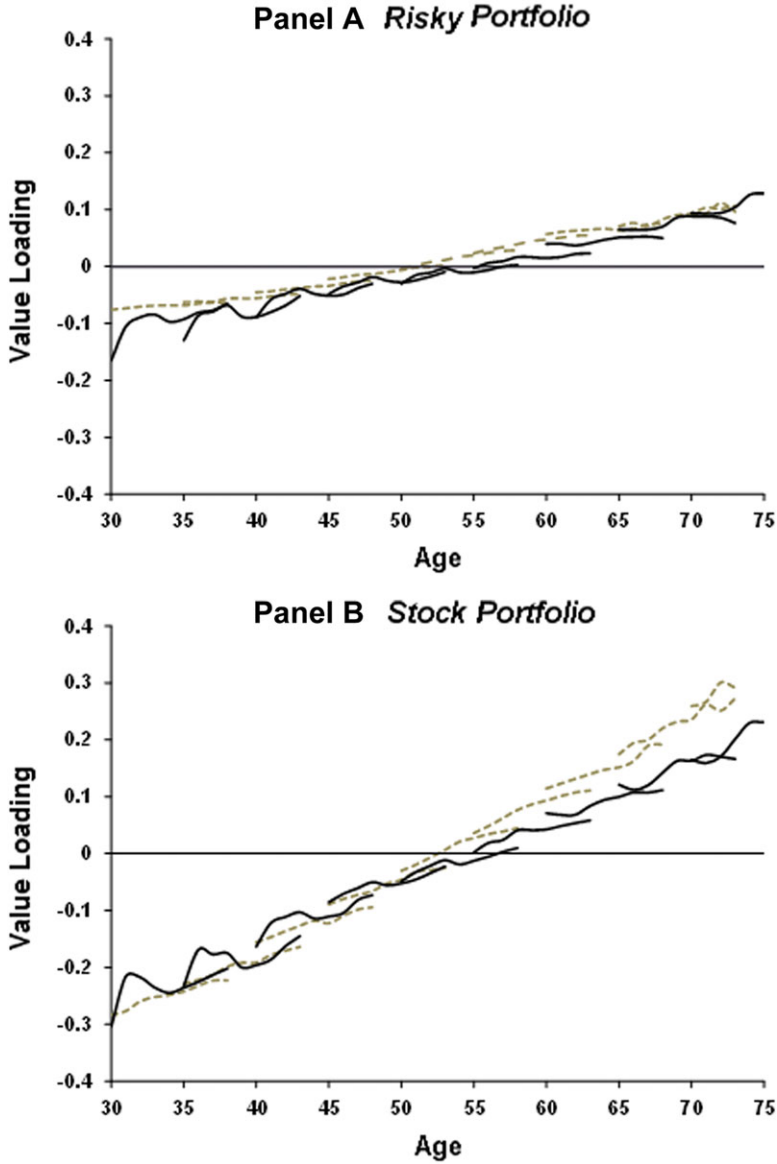 Panel A Risky Portfolio
0.4
0.3
0.2
0.1
0
-0.1
-0.2
-0.3
-0.4
Value Loading
30 35 40 45 50 55 60 65 70 75
Age
Panel B Stock Portfolio
0.4
0.3
0.2
0.1
0
-0.1
-0.2
-0.3
-0.4
Value Loading
30 35 40 45 50 55 60 65 70 75
Age